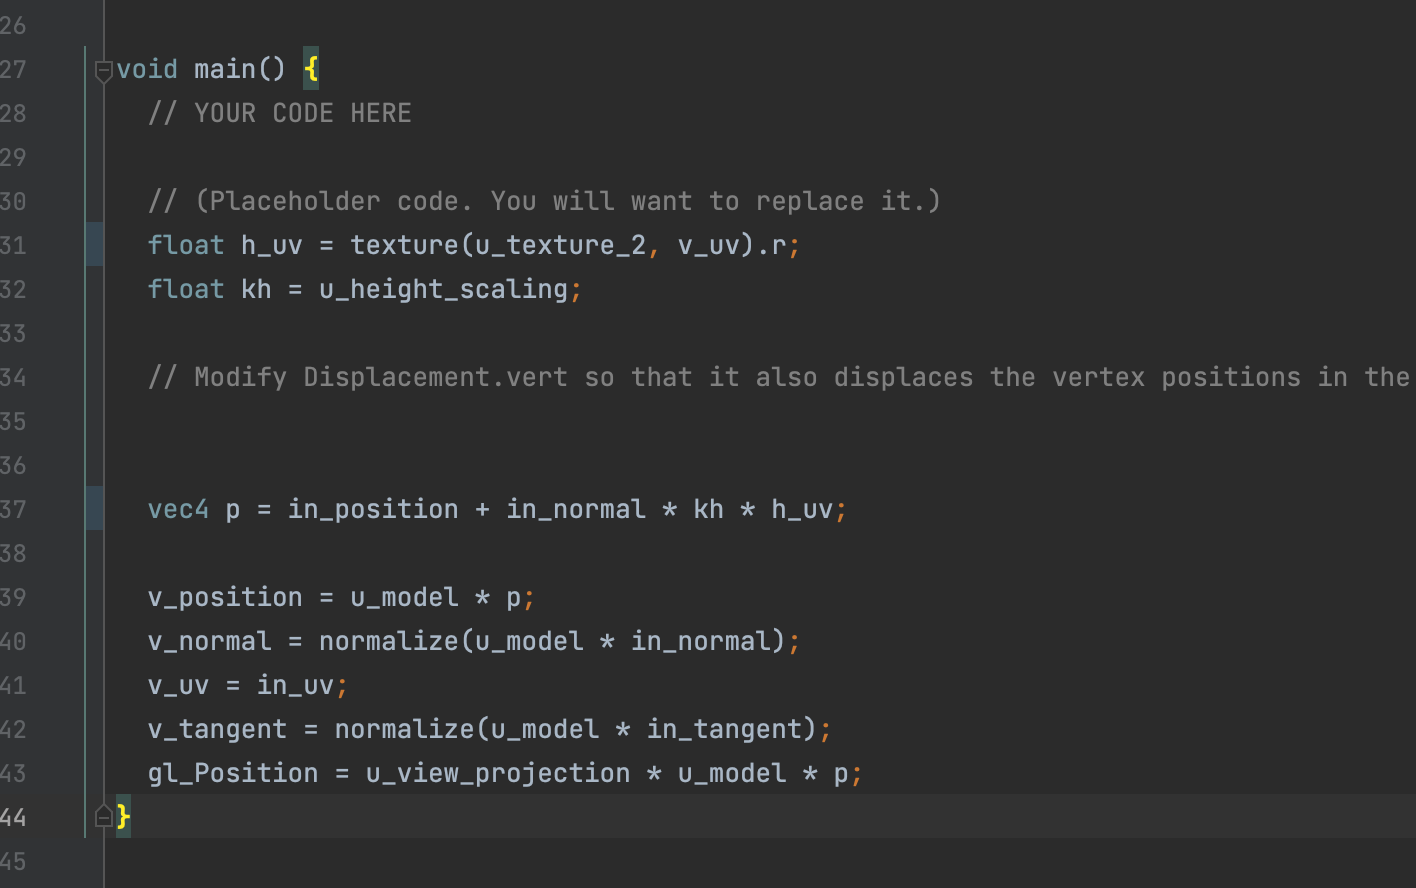 26
27 void main() {
28 // YOUR CODE HERE
29
30 // (Placeholder code. You will want to replace it.)
31 float h_uv = texture(u_texture_2, v_uv).r;
32 float kh = u_height_scaling;
33
34 // Modify Displacement.vert so that it also displaces the vertex positions in the
35
36
37 vec4 p = in_position + in_normal * kh * h_uv;
38
39 v_position = u_model * p;
40 v_normal = normalize(u_model * in_normal);
41 v_uv = in_uv;
42 v_tangent = normalize(u_model * in_tangent);
43 gl_Position = u_view_projection * u_model * p;
44 }
45